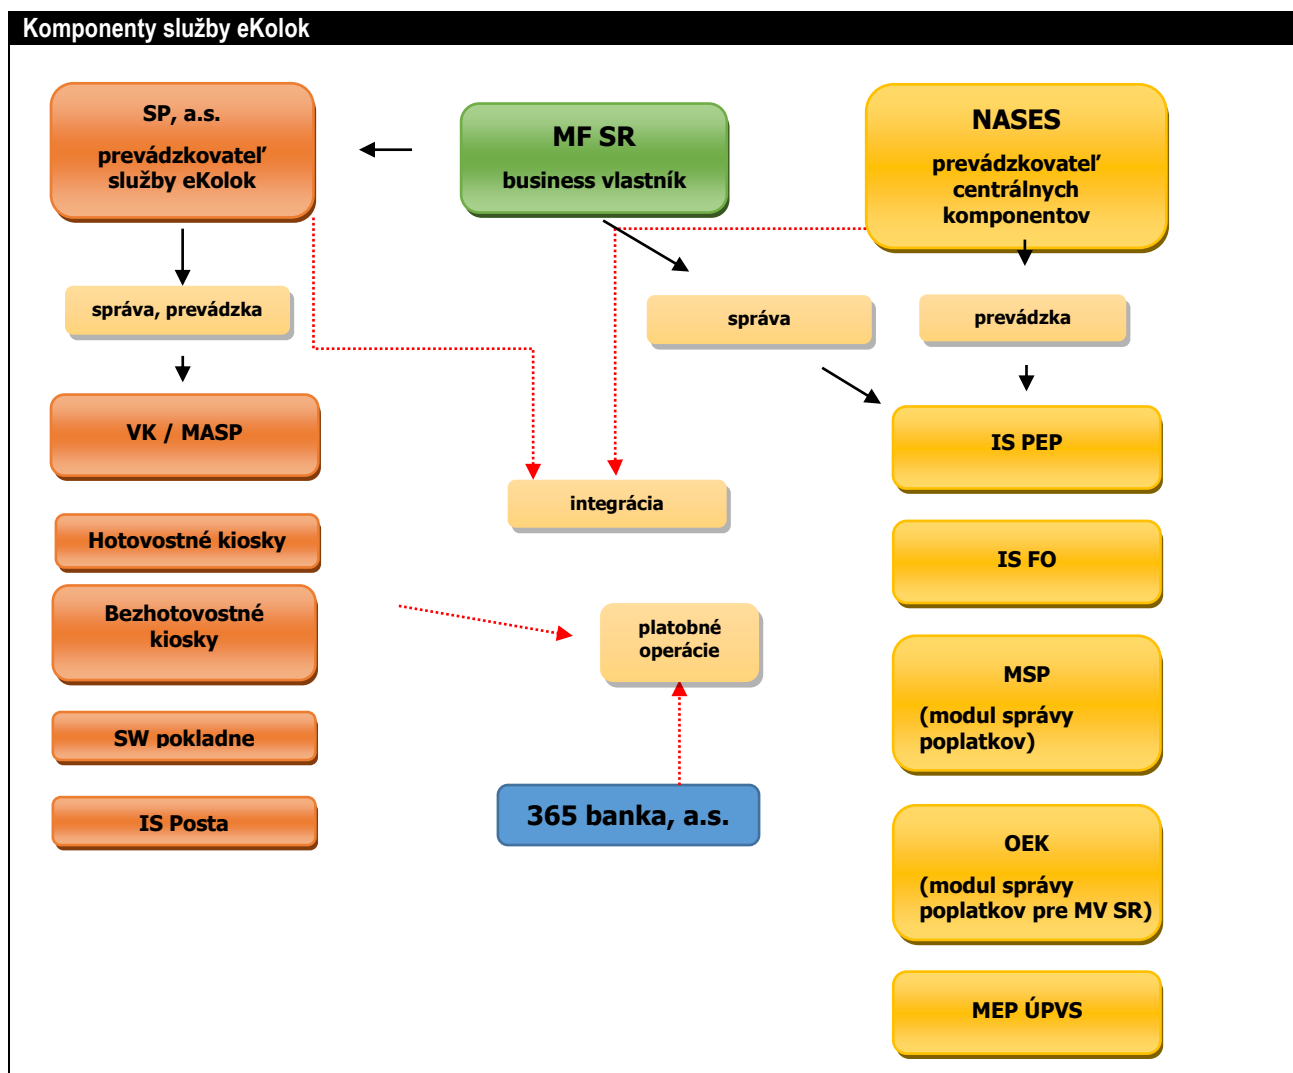 Komponenty služby eKolok
SP, a.s.
prevádzkovateľ
služby eKolok
MF SR
business vlastník
NASES
prevádzkovateľ
centrálnych
komponentov
správa, prevádzka
správa
prevádzka
VK / MASP
integrácia
IS PEP
Hotovostné kiosky
IS FO
Bezhotovostné
kiosky
platobné
operácie
MSP
(modul správy
poplatkov)
SW pokladne
365 banka, a.s.
IS Posta
OEK
(modul správy
poplatkov pre MV SR)
MEP ÚPVS